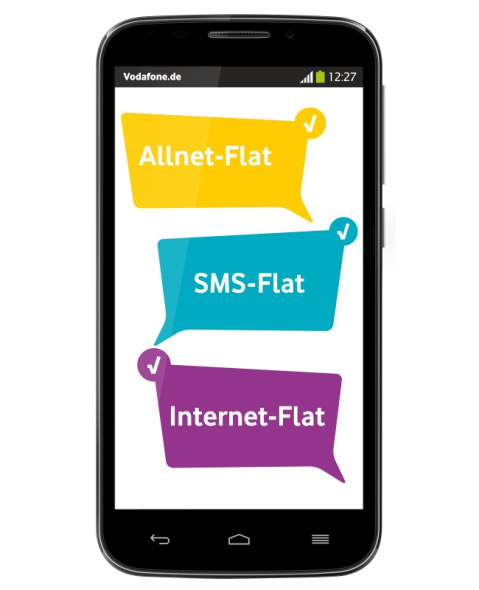 Vodafone.de 12:27
Allnet-Flat
SMS-Flat
Internet-Flat